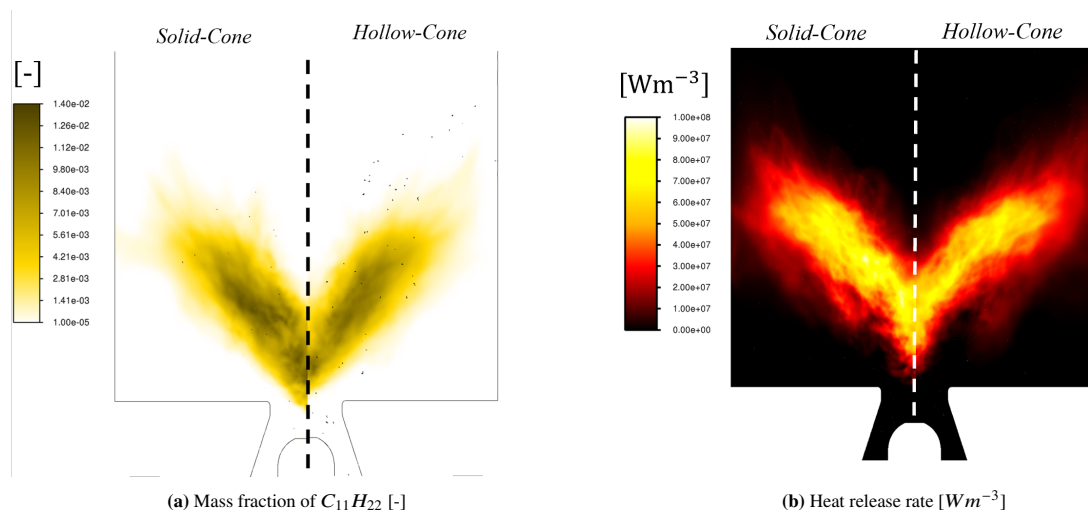 Solid-Cone
Hollow-Cone
[-]
1.40e-02
1.26e-02
9.80e-03
8.40e-03
7.01e-03
5.61e-03
4.21e-03
2.81e-03
1.41e-03
1.00e-05
(a) Mass fraction of C₁₁H₂₂ [-]
Solid-Cone
Hollow-Cone
[Wm⁻³]
1.00e+08
9.00e+07
8.00e+07
7.00e+07
6.00e+07
5.00e+07
4.00e+07
3.00e+07
2.00e+07
1.00e+07
0.00e+00
(b) Heat release rate [Wm⁻³]